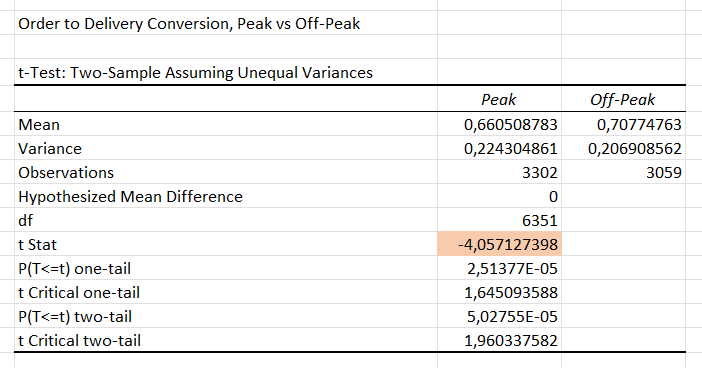 Order to Delivery Conversion, Peak vs Off-Peak
t-Test: Two-Sample Assuming Unequal Variances
Peak Off-Peak
Mean 0,660508783 0,70774763
Variance 0,224304861 0,206908562
Observations 3302 3059
Hypothesized Mean Difference 0
df 6351
t Stat -4,057127398
P(T<=t) one-tail 2,51377E-05
t Critical one-tail 1,645093588
P(T<=t) two-tail 5,02755E-05
t Critical two-tail 1,960337582